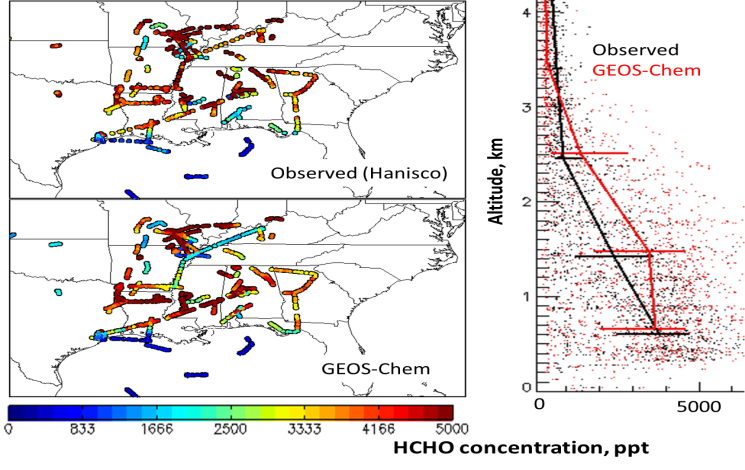 Observed (Hanisco)
GEOS-Chem
0 833 1666 2500 3333 4166 5000
HCHO concentration, ppt
Observed
GEOS-Chem
Altitude, km
4
3
2
1
0
0 5000